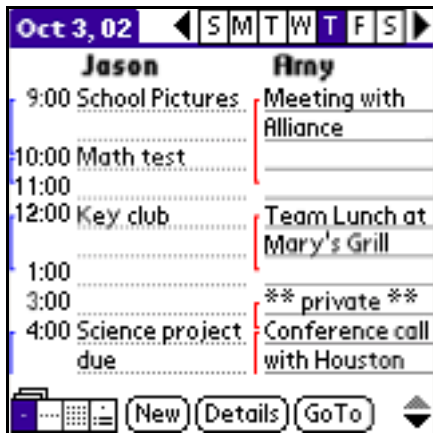 Oct 3, 02 S M T W T F S
Jason Amy
9:00 School Pictures Meeting with
Alliance
10:00 Math test
11:00
12:00 Key club Team Lunch at
Mary's Grill
1:00
3:00 ** private **
4:00 Science project Conference call
due with Houston
New Details GoTo